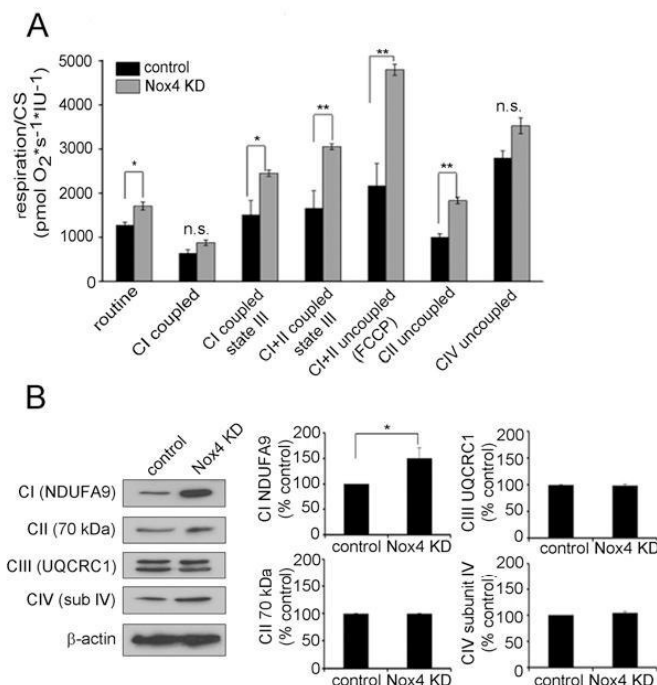 A
respiration/CS
(pmol O2*s-1*IU-1)
5000
4000
3000
2000
1000
0
control
Nox4 KD
*
n.s.
*
**
**
**
n.s.
routine
CI coupled
CI coupled
state III
CI+II coupled
state III
CI+II uncoupled
(FCCP)
CII uncoupled
CIV uncoupled
B
control
Nox4 KD
CI (NDUFA9)
CII (70 kDa)
CIII (UQCRC1)
CIV (sub IV)
β-actin
CI NDUFA9
(% control)
200
150
100
50
0
*
control Nox4 KD
CIII UQCRC1
(% control)
200
150
100
50
0
control Nox4 KD
CII 70 kDa
(% control)
200
150
100
50
0
control Nox4 KD
CIV subunit IV
(% control)
200
150
100
50
0
control Nox4 KD